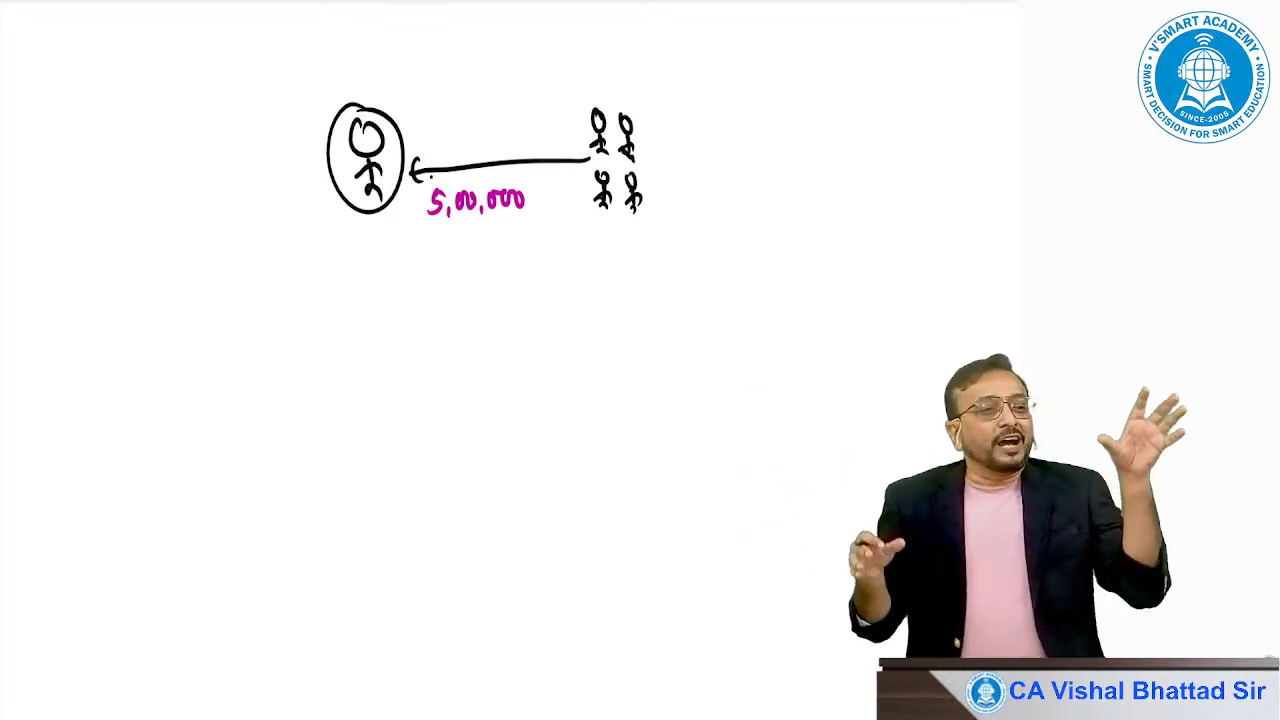 V'SMART ACADEMY
SMART DECISION FOR SMART EDUCATION
SINCE-2005
5,00,000
CA Vishal Bhattad Sir